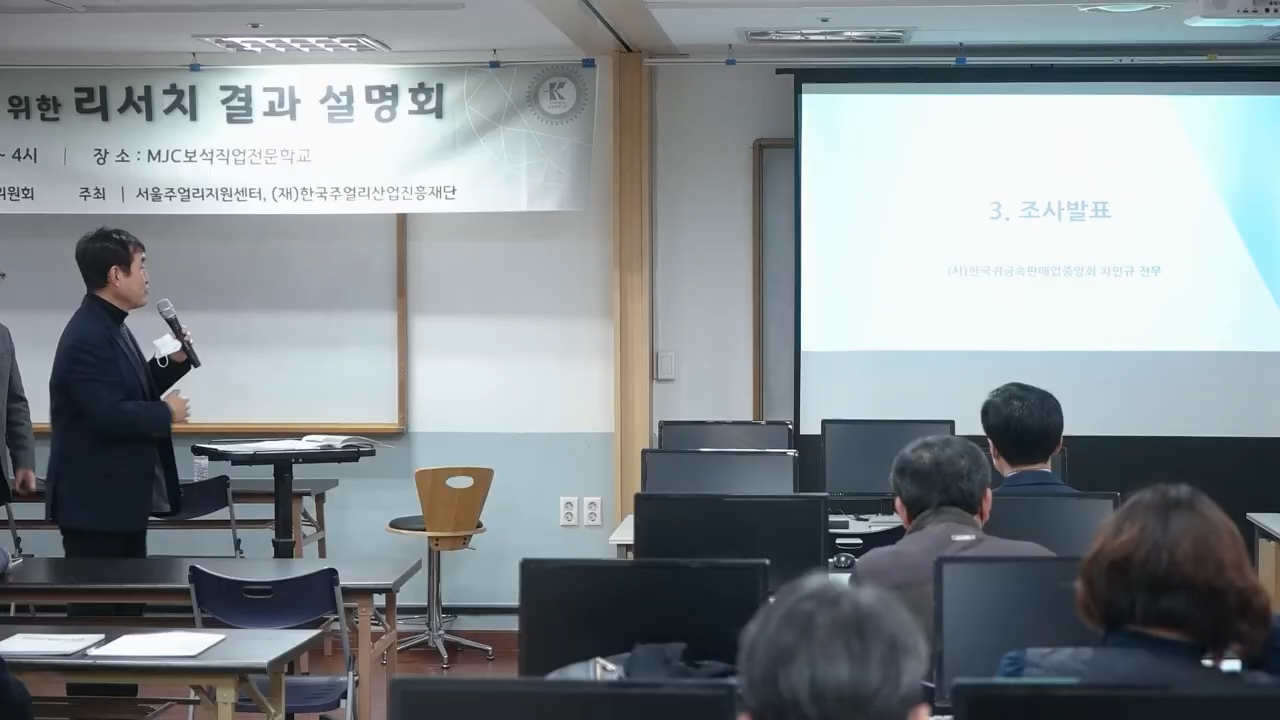 위한 리서치 결과 설명회
~ 4시 | 장 소 : MJC보석직업전문학교
위원회 주최 | 서울주얼리지원센터, (재)한국주얼리산업진흥재단
K
3. 조사발표
(사)한국귀금속판매업중앙회 차민규 전무